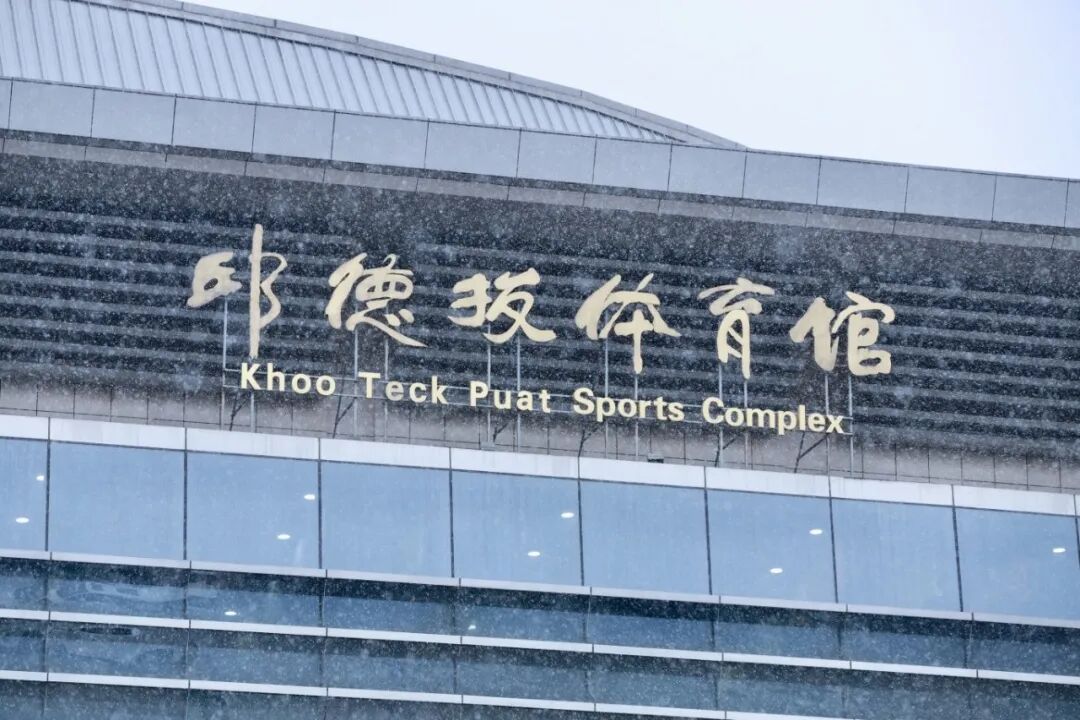 邱德拔体育馆
Khoo Teck Puat Sports Complex